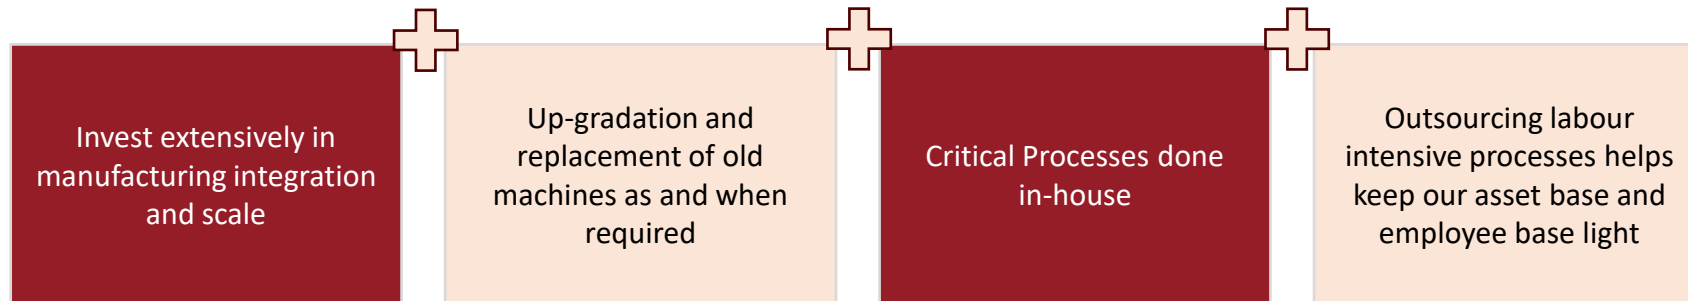 Invest extensively in
manufacturing integration
and scale
Up-gradation and
replacement of old
machines as and when
required
Critical Processes done
in-house
Outsourcing labour
intensive processes helps
keep our asset base and
employee base light